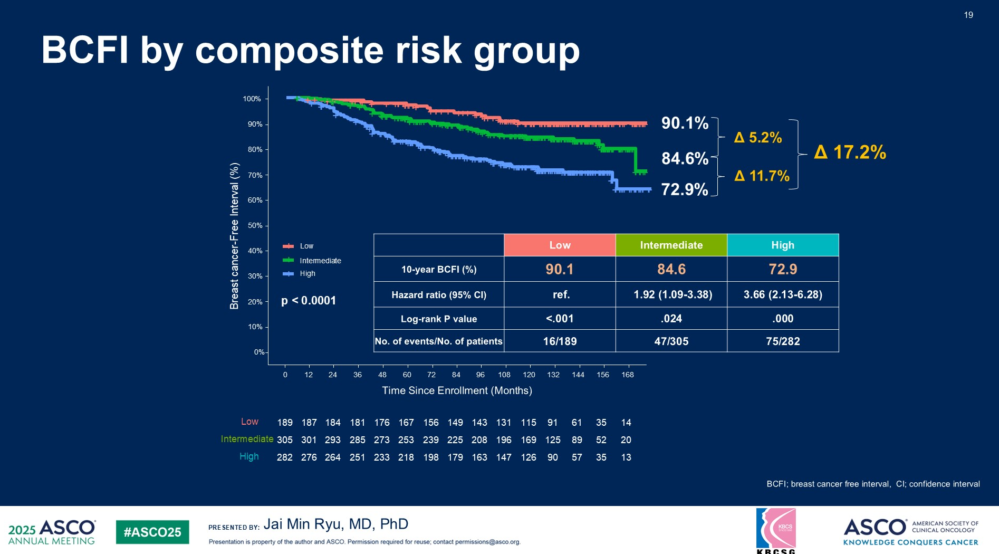 19
BCFI by composite risk group
100%
90%
80%
70%
60%
50%
40%
30%
20%
10%
0%
Breast cancer-Free Interval (%)
90.1%
84.6%
72.9%
Δ 5.2%
Δ 11.7%
Δ 17.2%
Low
Intermediate
High
p < 0.0001
Low Intermediate High
10-year BCFI (%) 90.1 84.6 72.9
Hazard ratio (95% CI) ref. 1.92 (1.09-3.38) 3.66 (2.13-6.28)
Log-rank P value <.001 .024 .000
No. of events/No. of patients 16/189 47/305 75/282
0 12 24 36 48 60 72 84 96 108 120 132 144 156 168
Time Since Enrollment (Months)
Low 189 187 184 181 176 167 156 149 143 131 115 91 61 35 14
Intermediate 305 301 293 285 273 253 239 225 208 196 169 125 89 52 20
High 282 276 264 251 233 218 198 179 163 147 126 90 57 35 13
BCFI; breast cancer free interval, CI; confidence interval
2025 ASCO
ANNUAL MEETING
#ASCO25
PRESENTED BY: Jai Min Ryu, MD, PhD
Presentation is property of the author and ASCO. Permission required for reuse; contact permissions@asco.org.
KBCS
KBCSG
ASCO AMERICAN SOCIETY OF
CLINICAL ONCOLOGY
KNOWLEDGE CONQUERS CANCER